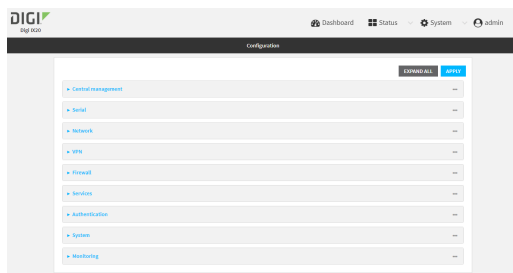 DIGI
Digi IX20
Dashboard
Status
System
admin
Configuration
EXPAND ALL
APPLY
Central management
Serial
Network
VPN
Firewall
Services
Authentication
System
Monitoring